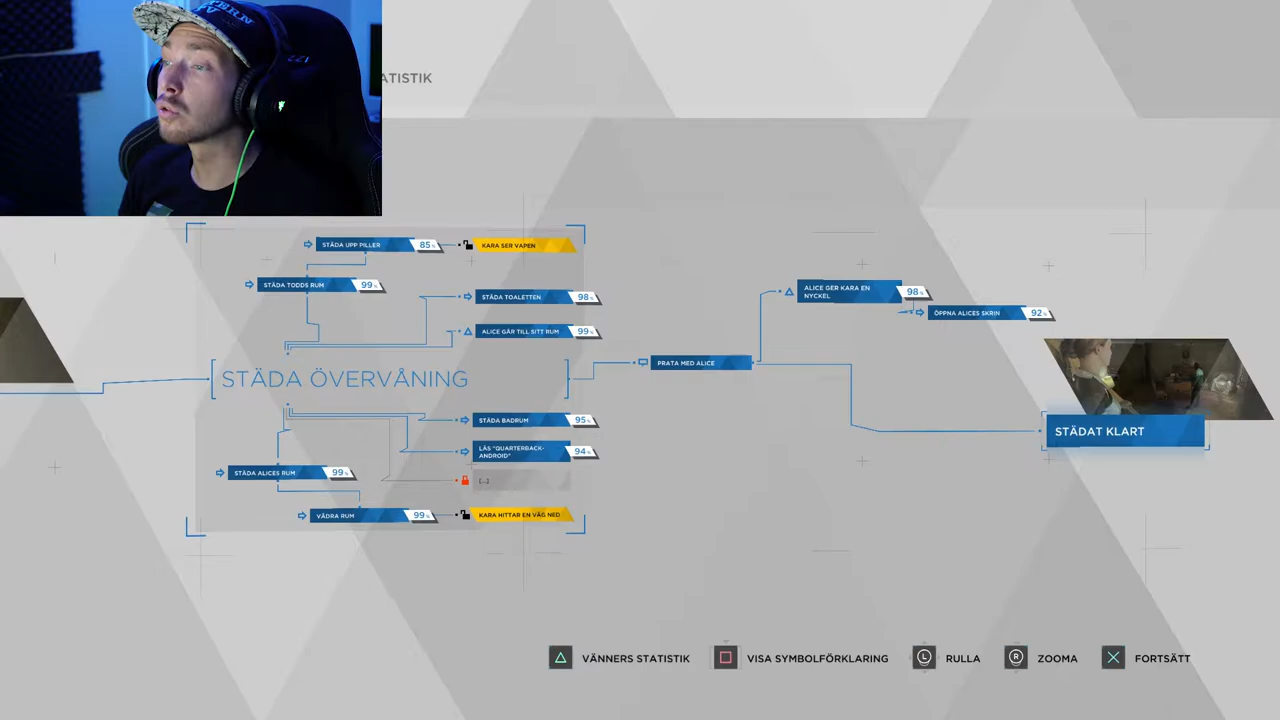 ATISTIK
STÄDA UPP PILLER 85%
KARA SER VAPEN
STÄDA TODDS RUM 99%
STÄDA TOALETTEN 98%
ALICE GÅR TILL SITT RUM 99%
STÄDA ÖVERVÅNING
STÄDA BADRUM 95%
LÄS "QUARTERBACK-
ANDROID" 94%
[...]
STÄDA ALICES RUM 99%
VÄDRA RUM 99%
KARA HITTAR EN VÄG NED
PRATA MED ALICE
ALICE GER KARA EN
NYCKEL 98%
ÖPPNA ALICES SKRIN 92%
STÄDAT KLART
VÄNNERS STATISTIK
VISA SYMBOLFÖRKLARING
L RULLA
R ZOOMA
FORTSÄTT